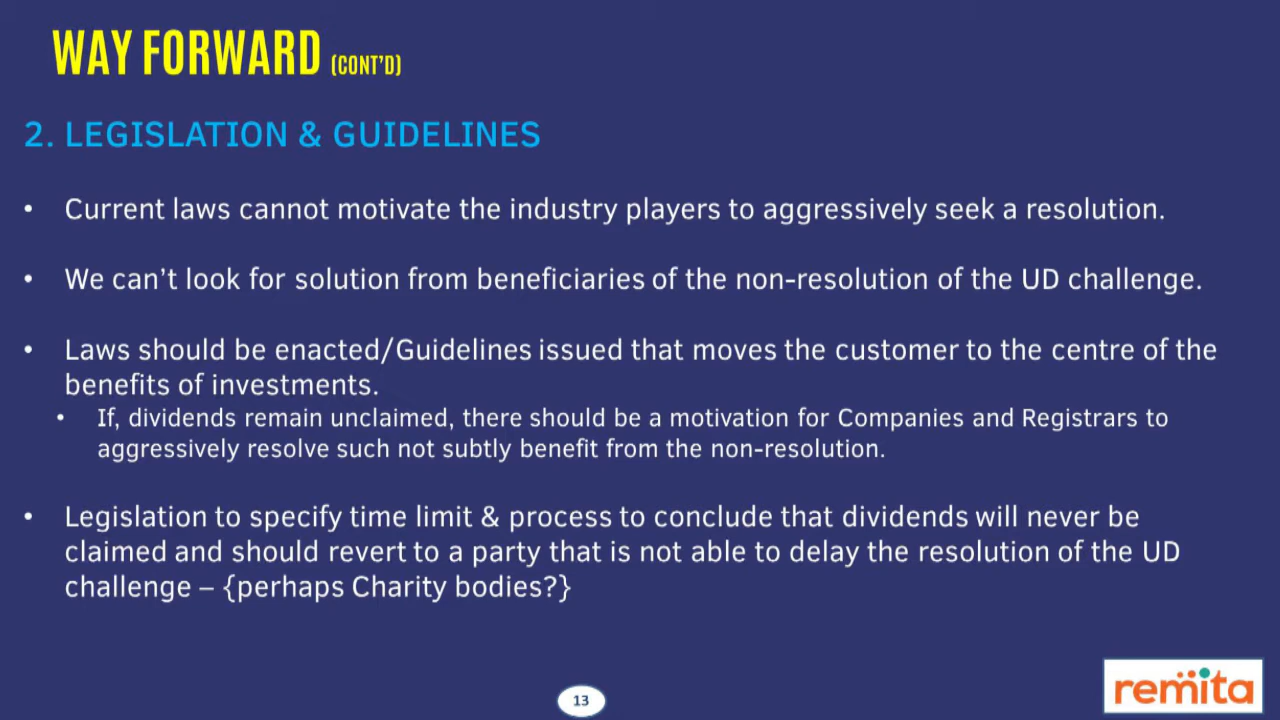 WAY FORWARD (CONT'D)
2. LEGISLATION & GUIDELINES
• Current laws cannot motivate the industry players to aggressively seek a resolution.
• We can't look for solution from beneficiaries of the non-resolution of the UD challenge.
• Laws should be enacted/Guidelines issued that moves the customer to the centre of the
benefits of investments.
• If, dividends remain unclaimed, there should be a motivation for Companies and Registrars to
aggressively resolve such not subtly benefit from the non-resolution.
• Legislation to specify time limit & process to conclude that dividends will never be
claimed and should revert to a party that is not able to delay the resolution of the UD
challenge – {perhaps Charity bodies?}
13
remita